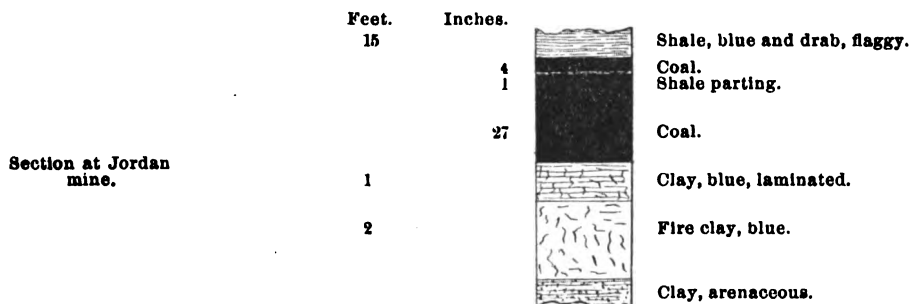 Feet. Inches.
15 Shale, blue and drab, flaggy.
4 Coal.
1 Shale parting.
27 Coal.
Section at Jordan
mine.
1 Clay, blue, laminated.
2 Fire clay, blue.
Clay, arenaceous.